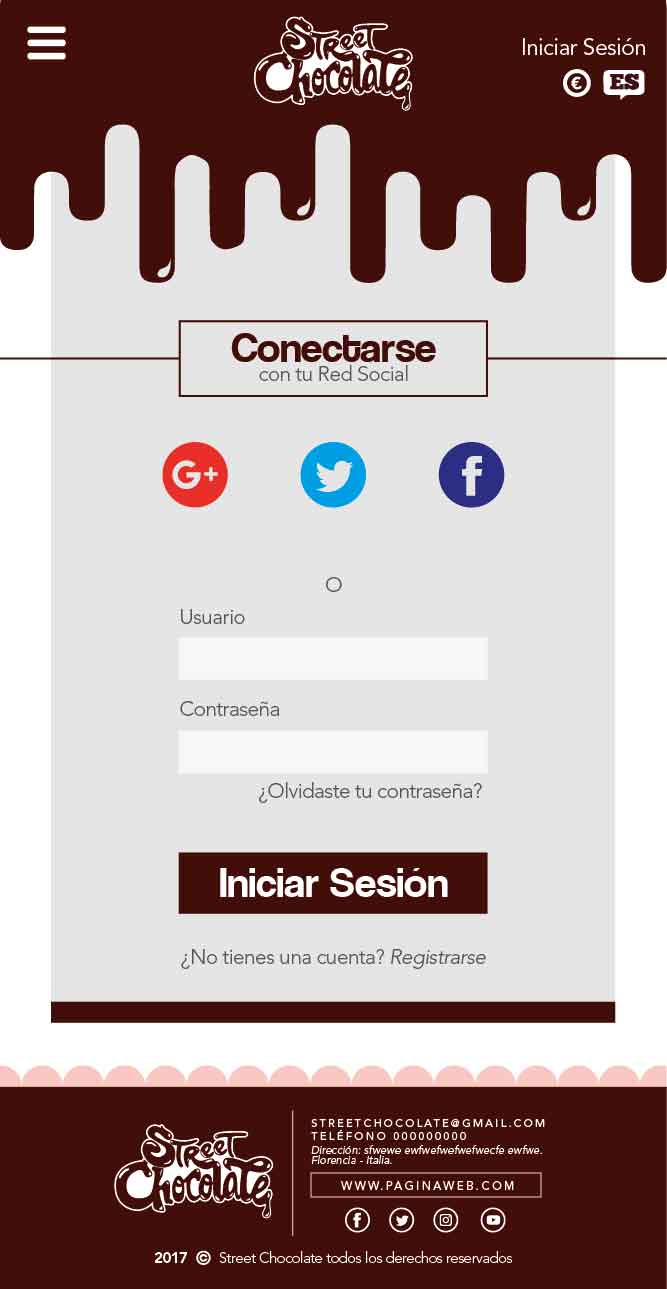 Street
Chocolate
Iniciar Sesión
€
ES
Conectarse
con tu Red Social
G+
f
O
Usuario
Contraseña
¿Olvidaste tu contraseña?
Iniciar Sesión
¿No tienes una cuenta? Registrarse
Street
Chocolate
STREETCHOCOLATE@GMAIL.COM
TELÉFONO 000000000
Dirección: sfwewe ewfwefwefwefwecfe ewfwe.
Florencia - Italia.
WWW.PAGINAWEB.COM
f
2017 © Street Chocolate todos los derechos reservados